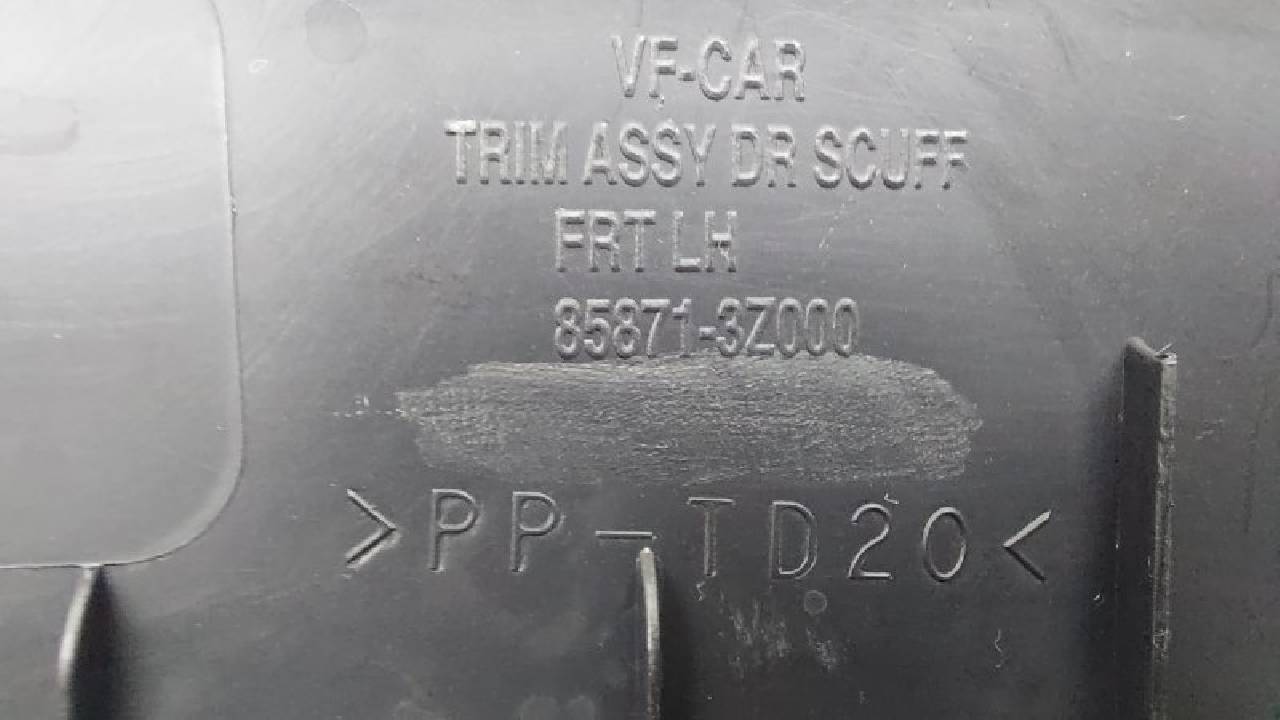 VF-CAR
TRIM ASSY DR SCUFF
FRT LH
85871-3Z000
>PP-TD20<